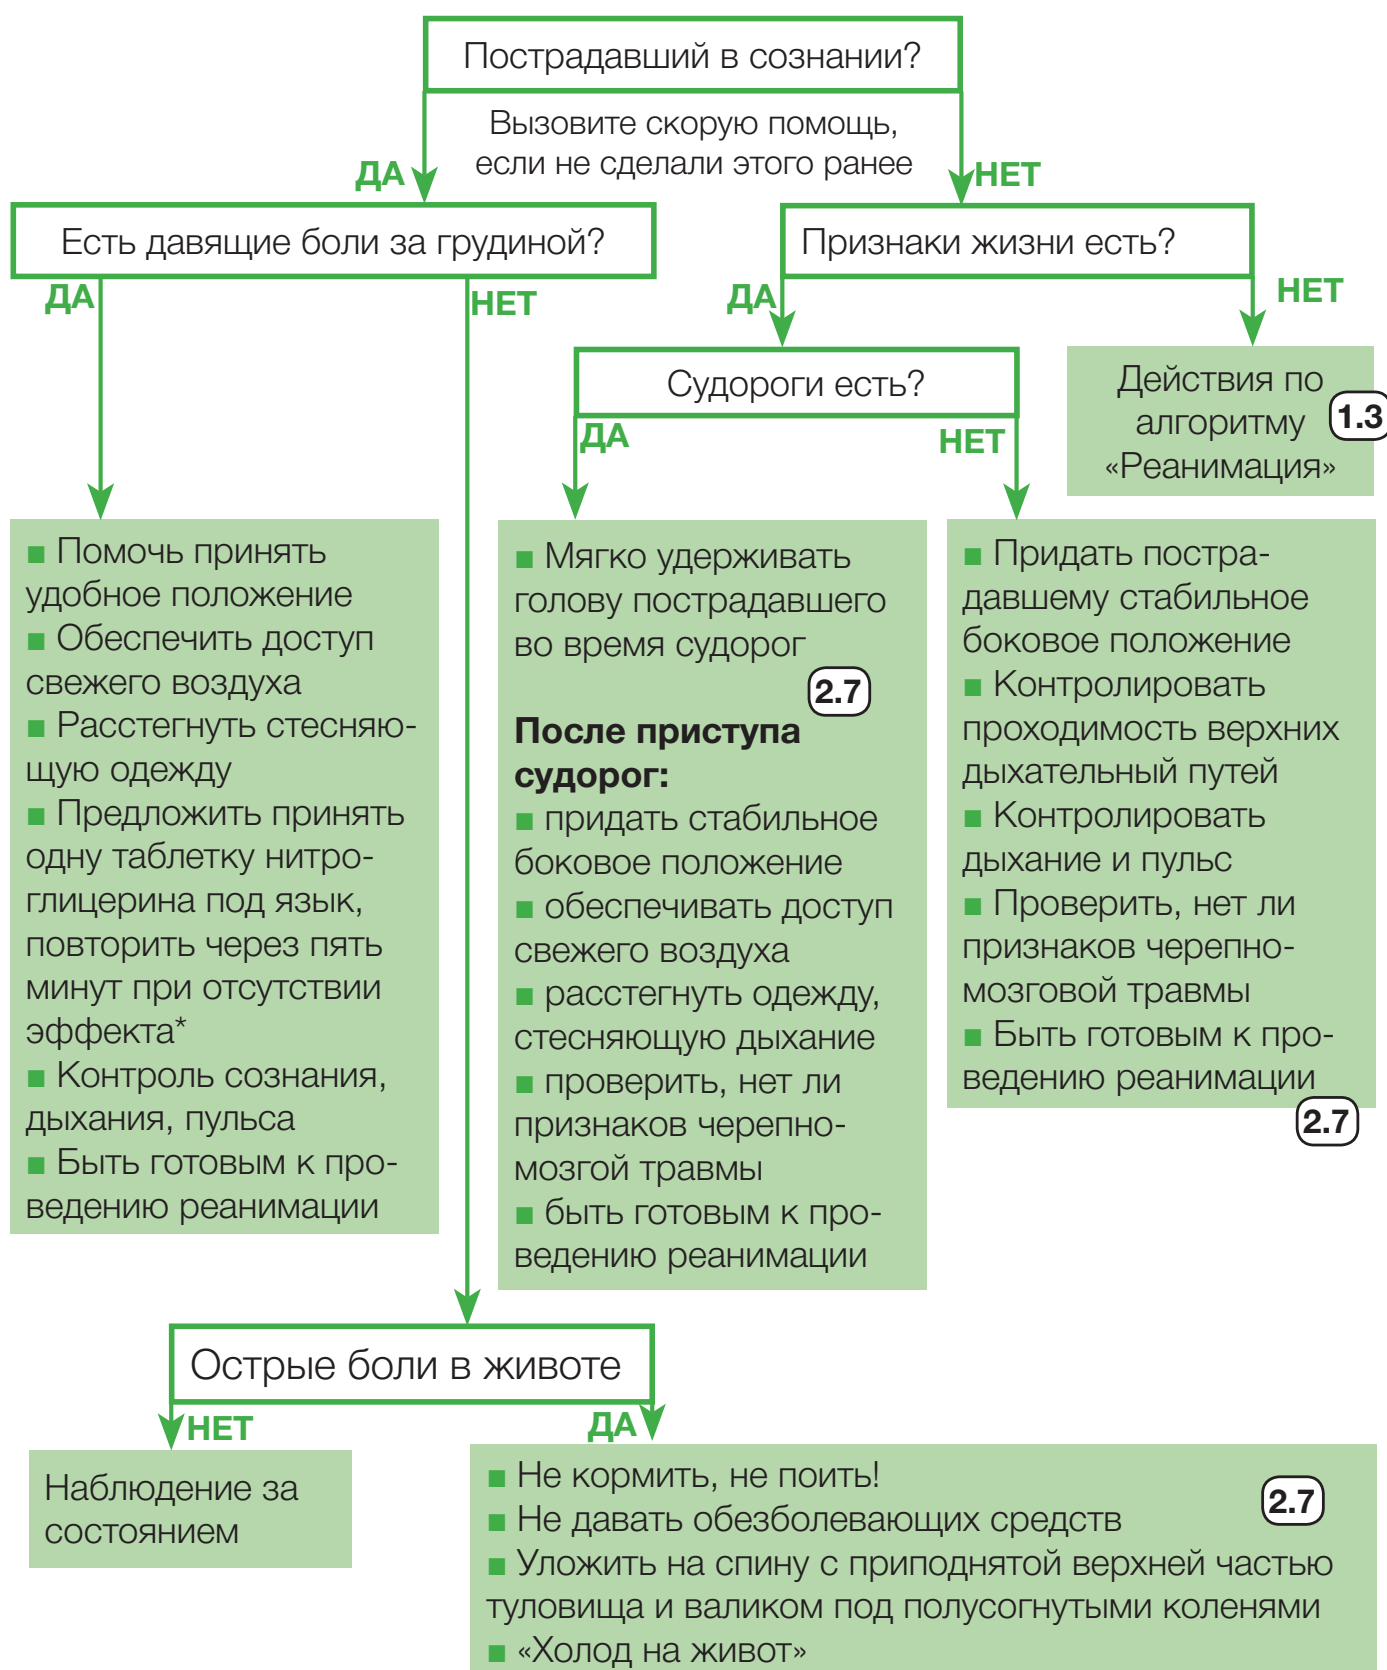 Пострадавший в сознании?
Вызовите скорую помощь,
если не сделали этого ранее
ДА
НЕТ
Есть давящие боли за грудиной?
Признаки жизни есть?
ДА
НЕТ
ДА
НЕТ
Судороги есть?
Действия по
алгоритму
«Реанимация»
1.3
ДА
НЕТ
■ Помочь принять
удобное положение
■ Обеспечить доступ
свежего воздуха
■ Расстегнуть стесняю-
щую одежду
■ Предложить принять
одну таблетку нитро-
глицерина под язык,
повторить через пять
минут при отсутствии
эффекта*
■ Контроль сознания,
дыхания, пульса
■ Быть готовым к про-
ведению реанимации
■ Мягко удерживать
голову пострадавшего
во время судорог
2.7
После приступа
судорог:
■ придать стабильное
боковое положение
■ обеспечивать доступ
свежего воздуха
■ расстегнуть одежду,
стесняющую дыхание
■ проверить, нет ли
признаков черепно-
мозгой травмы
■ быть готовым к про-
ведению реанимации
■ Придать постра-
давшему стабильное
боковое положение
■ Контролировать
проходимость верхних
дыхательный путей
■ Контролировать
дыхание и пульс
■ Проверить, нет ли
признаков черепно-
мозговой травмы
■ Быть готовым к про-
ведению реанимации
2.7
Острые боли в животе
НЕТ
ДА
Наблюдение за
состоянием
■ Не кормить, не поить!
■ Не давать обезболевающих средств
■ Уложить на спину с приподнятой верхней частью
туловища и валиком под полусогнутыми коленями
■ «Холод на живот»
2.7